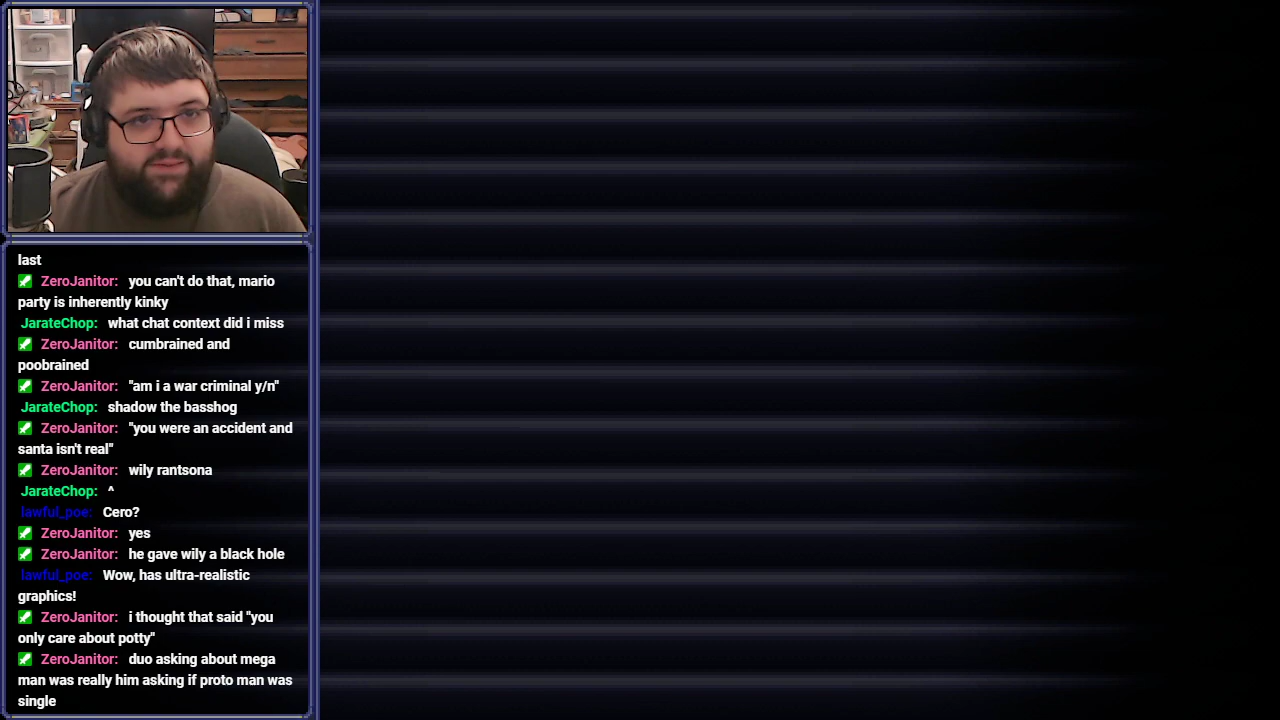 last
ZeroJanitor: you can't do that, mario
party is inherently kinky
JarateChop: what chat context did i miss
ZeroJanitor: cumbrained and
poobrained
ZeroJanitor: "am i a war criminal y/n"
JarateChop: shadow the basshog
ZeroJanitor: "you were an accident and
santa isn't real"
ZeroJanitor: wily rantsona
JarateChop: ^
lawful_poe: Cero?
ZeroJanitor: yes
ZeroJanitor: he gave wily a black hole
lawful_poe: Wow, has ultra-realistic
graphics!
ZeroJanitor: i thought that said "you
only care about potty"
ZeroJanitor: duo asking about mega
man was really him asking if proto man was
single